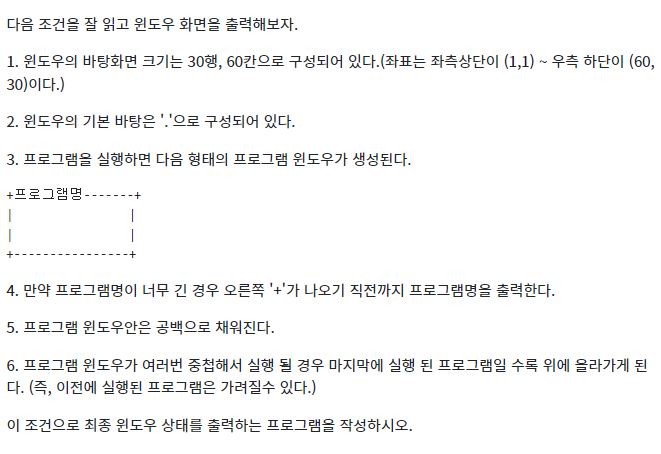 다음 조건을 잘 읽고 윈도우 화면을 출력해보자.
1. 윈도우의 바탕화면 크기는 30행, 60칸으로 구성되어 있다.(좌표는 좌측상단이 (1,1) ~ 우측 하단이 (60,
30)이다.)
2. 윈도우의 기본 바탕은 '.'으로 구성되어 있다.
3. 프로그램을 실행하면 다음 형태의 프로그램 윈도우가 생성된다.
+프로그램명-------+
|                |
|                |
+----------------+
4. 만약 프로그램명이 너무 긴 경우 오른쪽 '+'가 나오기 직전까지 프로그램명을 출력한다.
5. 프로그램 윈도우안은 공백으로 채워진다.
6. 프로그램 윈도우가 여러번 중첩해서 실행 될 경우 마지막에 실행 된 프로그램일 수록 위에 올라가게 된
다. (즉, 이전에 실행된 프로그램은 가려질수 있다.)
이 조건으로 최종 윈도우 상태를 출력하는 프로그램을 작성하시오.